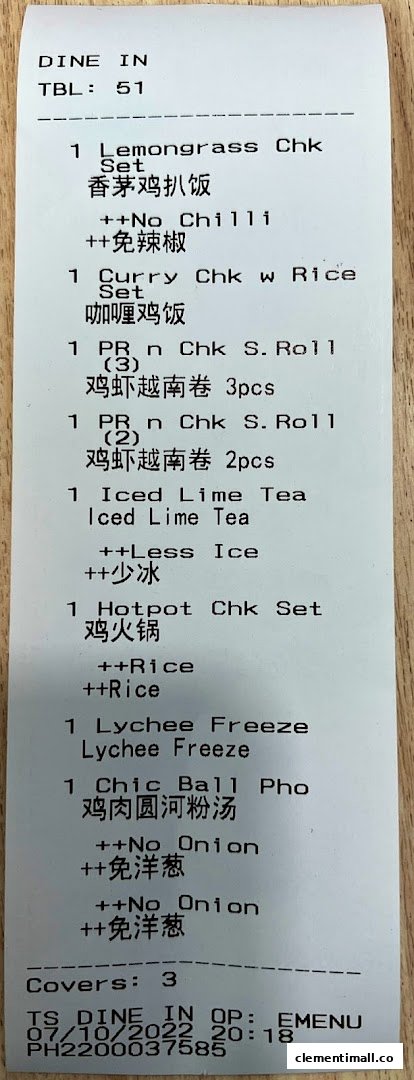 DINE IN
TBL: 51
1 Lemongrass Chk
Set
香茅鸡扒饭
++No Chilli
++免辣椒
1 Curry Chk w Rice
Set
咖喱鸡饭
1 PR n Chk S.Roll
(3)
鸡虾越南卷 3pcs
1 PR n Chk S.Roll
(2)
鸡虾越南卷 2pcs
1 Iced Lime Tea
Iced Lime Tea
++Less Ice
++少冰
1 Hotpot Chk Set
鸡火锅
++Rice
++Rice
1 Lychee Freeze
Lychee Freeze
1 Chic Ball Pho
鸡肉圆河粉汤
++No Onion
++免洋葱
++No Onion
++免洋葱
Covers: 3
TS DINE IN OP: EMENU
07/10/2022 20:18
PH2200037585
clementimall.co